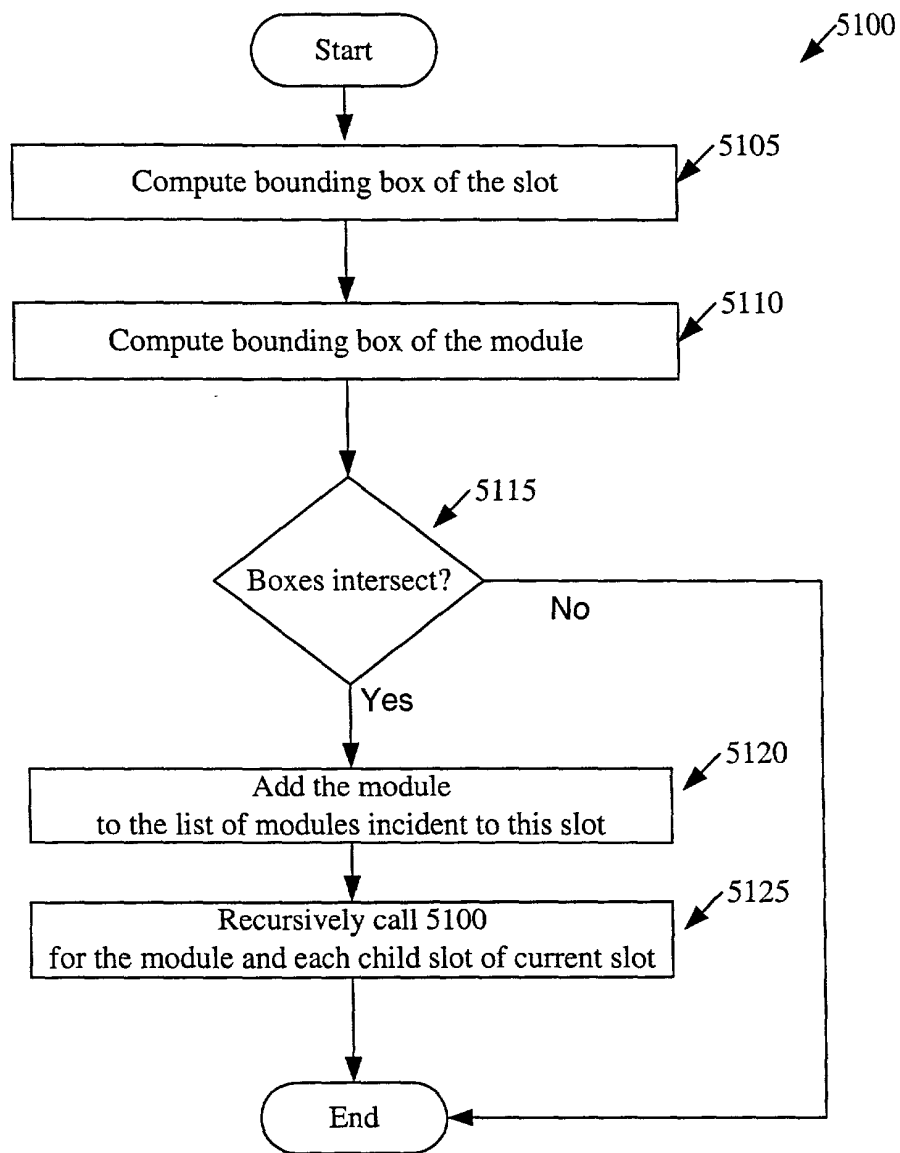 5100
Start
5105
Compute bounding box of the slot
5110
Compute bounding box of the module
5115
Boxes intersect?
No
Yes
5120
Add the module
to the list of modules incident to this slot
5125
Recursively call 5100
for the module and each child slot of current slot
End